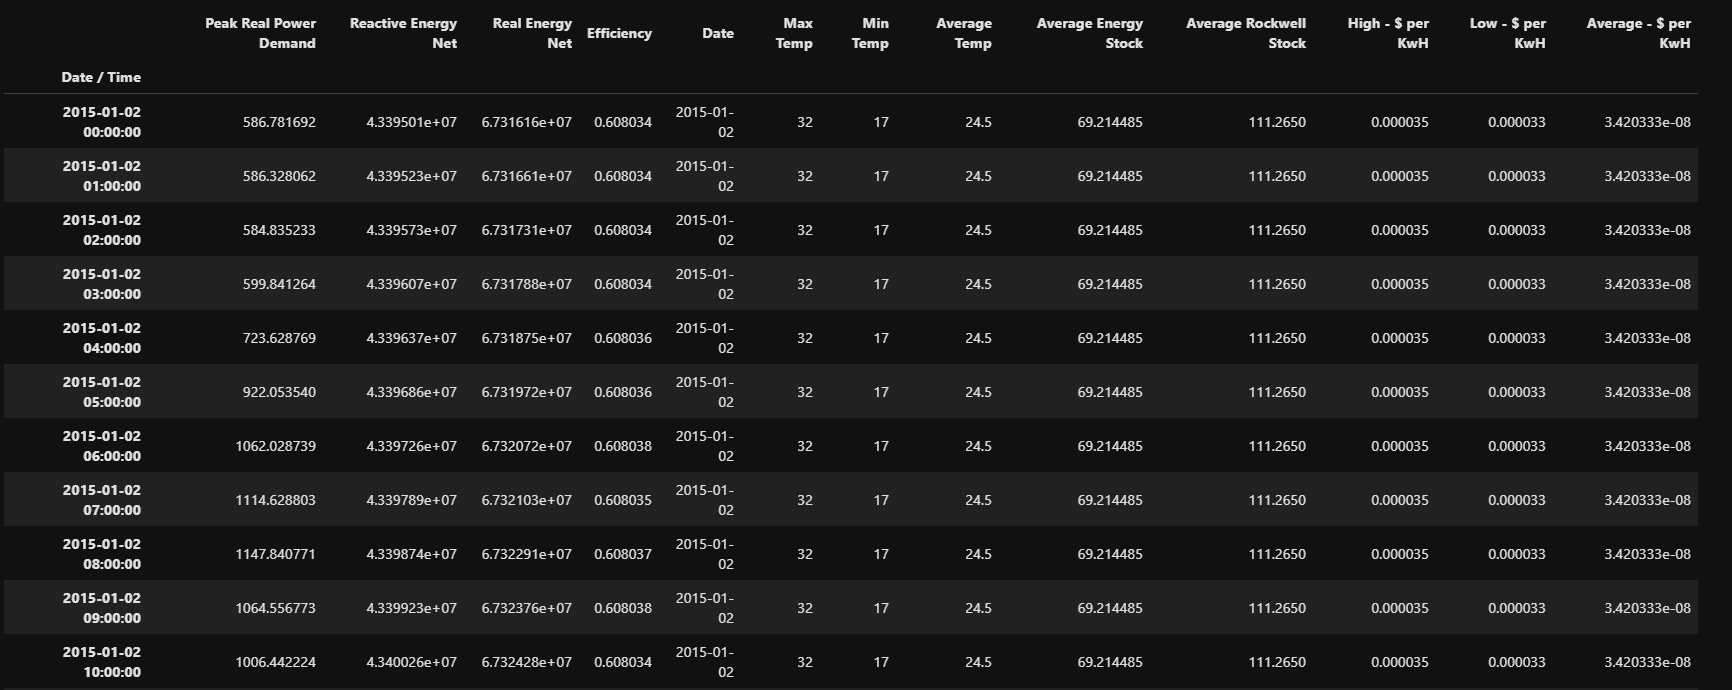 Peak Real Power Demand Reactive Energy Net Real Energy Net Efficiency Date Max Temp Min Temp Average Temp Average Energy Stock Average Rockwell Stock High - $ per KwH Low - $ per KwH Average - $ per KwH
Date / Time
2015-01-02 00:00:00 586.781692 4.339501e+07 6.731616e+07 0.608034 2015-01-02 32 17 24.5 69.214485 111.2650 0.000035 0.000033 3.420333e-08
2015-01-02 01:00:00 586.328062 4.339523e+07 6.731661e+07 0.608034 2015-01-02 32 17 24.5 69.214485 111.2650 0.000035 0.000033 3.420333e-08
2015-01-02 02:00:00 584.835233 4.339573e+07 6.731731e+07 0.608034 2015-01-02 32 17 24.5 69.214485 111.2650 0.000035 0.000033 3.420333e-08
2015-01-02 03:00:00 599.841264 4.339607e+07 6.731788e+07 0.608034 2015-01-02 32 17 24.5 69.214485 111.2650 0.000035 0.000033 3.420333e-08
2015-01-02 04:00:00 723.628769 4.339637e+07 6.731875e+07 0.608036 2015-01-02 32 17 24.5 69.214485 111.2650 0.000035 0.000033 3.420333e-08
2015-01-02 05:00:00 922.053540 4.339686e+07 6.731972e+07 0.608036 2015-01-02 32 17 24.5 69.214485 111.2650 0.000035 0.000033 3.420333e-08
2015-01-02 06:00:00 1062.028739 4.339726e+07 6.732072e+07 0.608038 2015-01-02 32 17 24.5 69.214485 111.2650 0.000035 0.000033 3.420333e-08
2015-01-02 07:00:00 1114.628803 4.339789e+07 6.732103e+07 0.608035 2015-01-02 32 17 24.5 69.214485 111.2650 0.000035 0.000033 3.420333e-08
2015-01-02 08:00:00 1147.840771 4.339874e+07 6.732291e+07 0.608037 2015-01-02 32 17 24.5 69.214485 111.2650 0.000035 0.000033 3.420333e-08
2015-01-02 09:00:00 1064.556773 4.339923e+07 6.732376e+07 0.608038 2015-01-02 32 17 24.5 69.214485 111.2650 0.000035 0.000033 3.420333e-08
2015-01-02 10:00:00 1006.442224 4.340026e+07 6.732428e+07 0.608034 2015-01-02 32 17 24.5 69.214485 111.2650 0.000035 0.000033 3.420333e-08